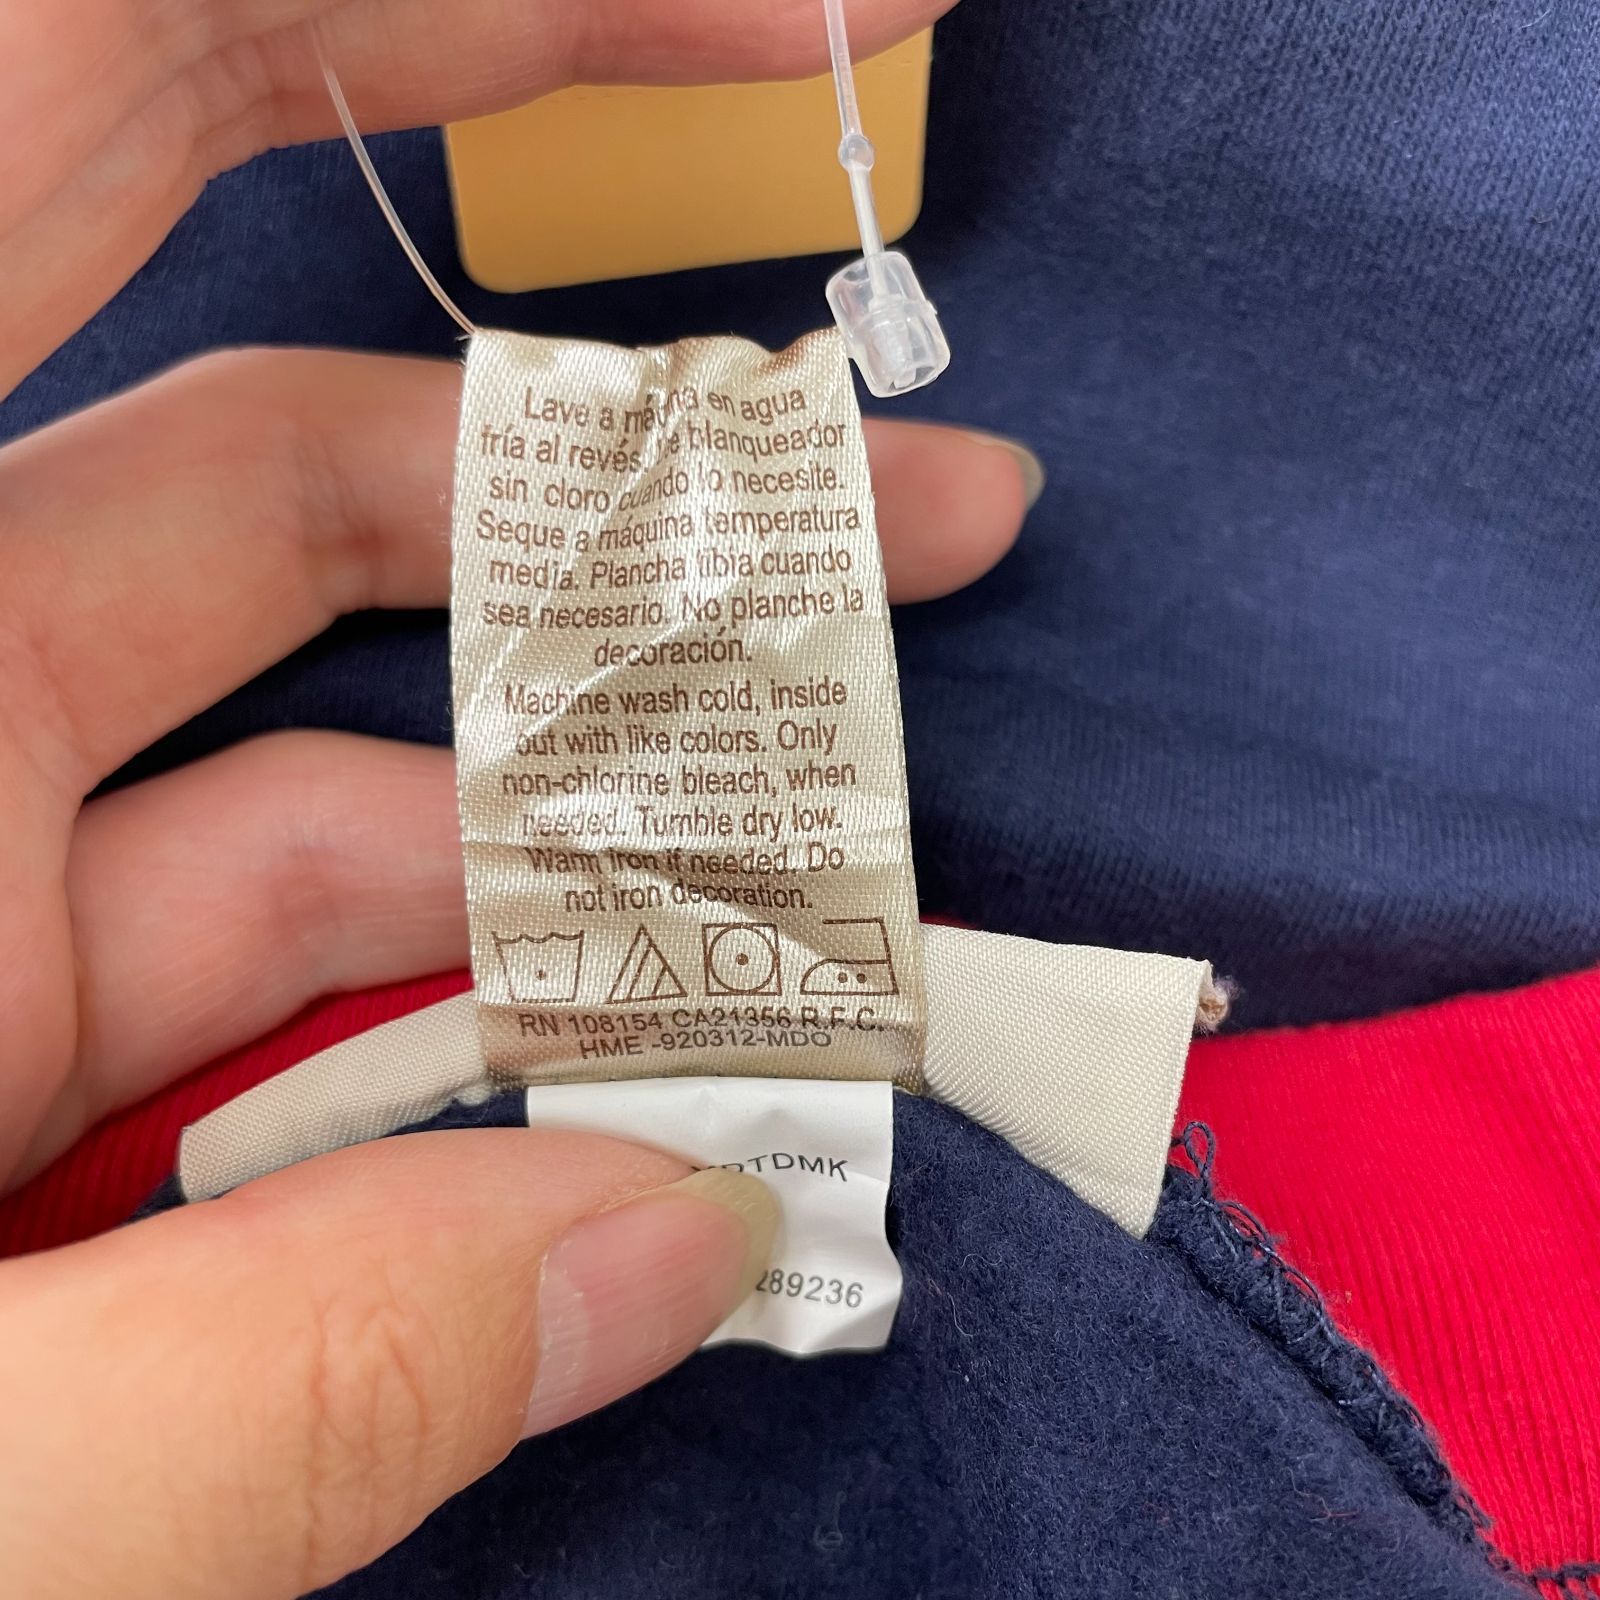 Lave a máquina en agua
fría al revés. blanqueador
sin cloro cuando lo necesite.
Seque a máquina temperatura
media. Plancha tibia cuando
sea necesario. No planche la
decoración.
Machine wash cold, inside
out with like colors. Only
non-chlorine bleach, when
needed. Tumble dry low.
Warm iron if needed. Do
not iron decoration.
RN 108154 CA21356 R.F.C.
HME -920312-MDO
DTDMK
289236